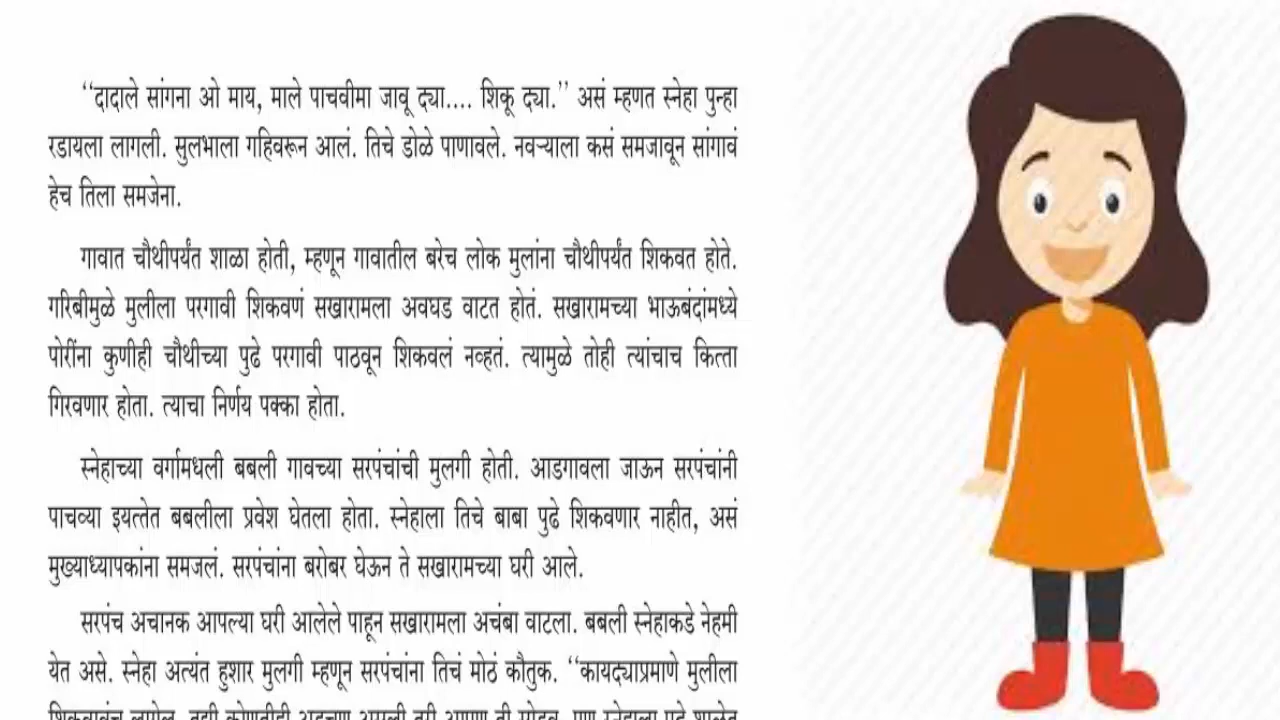 “दादाले सांगना ओ माय, माले पाचवीमा जावू द्या.... शिकू द्या.” असं म्हणत स्नेहा पुन्हा
रडायला लागली. सुलभाला गहिवरून आलं. तिचे डोळे पाणावले. नवऱ्याला कसं समजावून सांगावं
हेच तिला समजेना.
गावात चौथीपर्यंत शाळा होती, म्हणून गावातील बरेच लोक मुलांना चौथीपर्यंत शिकवत होते.
गरिबीमुळे मुलीला परगावी शिकवणं सखारामला अवघड वाटत होतं. सखारामच्या भाऊबंदांमध्ये
पोरींना कुणीही चौथीच्या पुढे परगावी पाठवून शिकवलं नव्हतं. त्यामुळे तोही त्यांचाच कित्ता
गिरवणार होता. त्याचा निर्णय पक्का होता.
स्नेहाच्या वर्गामधली बबली गावच्या सरपंचांची मुलगी होती. आडगावला जाऊन सरपंचांनी
पाचव्या इयत्तेत बबलीला प्रवेश घेतला होता. स्नेहाला तिचे बाबा पुढे शिकवणार नाहीत, असं
मुख्याध्यापकांना समजलं. सरपंचांना बरोबर घेऊन ते सखारामच्या घरी आले.
सरपंच अचानक आपल्या घरी आलेले पाहून सखारामला अचंबा वाटला. बबली स्नेहाकडे नेहमी
येत असे. स्नेहा अत्यंत हुशार मुलगी म्हणून सरपंचांना तिचं मोठं कौतुक. “कायद्याप्रमाणे मुलीला